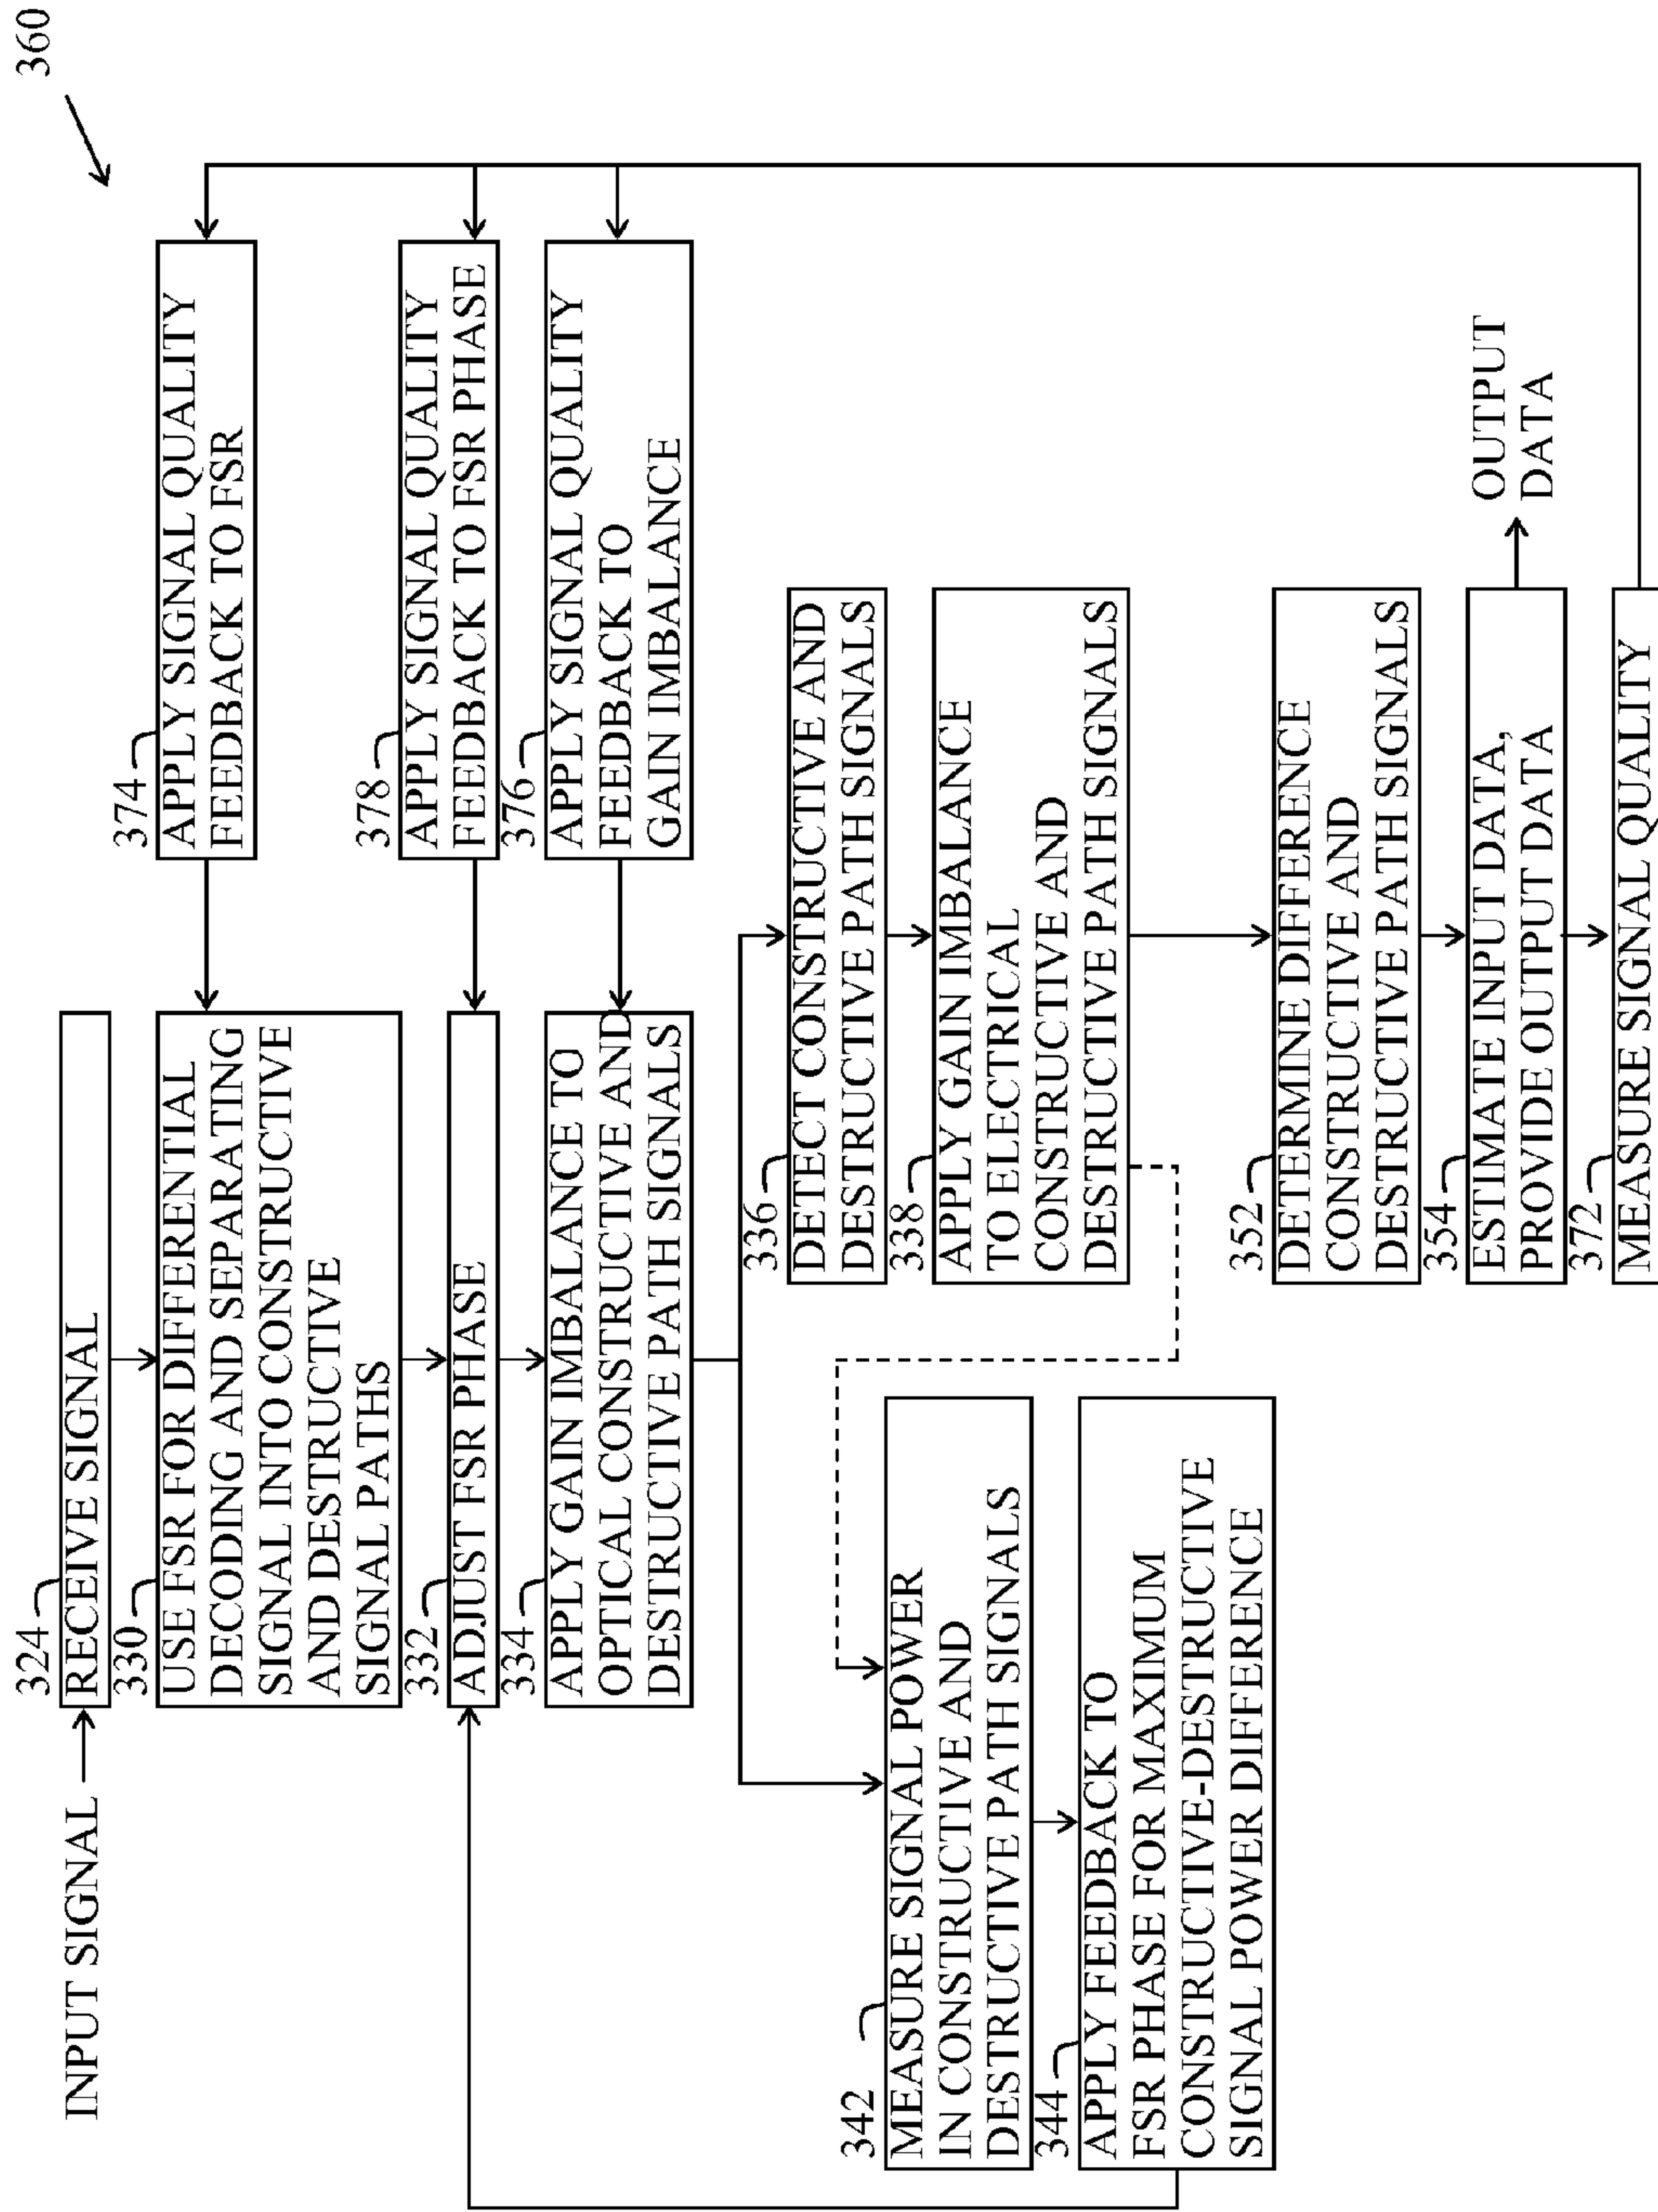 360
INPUT SIGNAL
324
RECEIVE SIGNAL
330
USE FSR FOR DIFFERENTIAL
DECODING AND SEPARATING
SIGNAL INTO CONSTRUCTIVE
AND DESTRUCTIVE
SIGNAL PATHS
374
APPLY SIGNAL QUALITY
FEEDBACK TO FSR
332
ADJUST FSR PHASE
378
APPLY SIGNAL QUALITY
FEEDBACK TO FSR PHASE
334
APPLY GAIN IMBALANCE TO
OPTICAL CONSTRUCTIVE AND
DESTRUCTIVE PATH SIGNALS
376
APPLY SIGNAL QUALITY
FEEDBACK TO
GAIN IMBALANCE
342
MEASURE SIGNAL POWER
IN CONSTRUCTIVE AND
DESTRUCTIVE PATH SIGNALS
344
APPLY FEEDBACK TO
FSR PHASE FOR MAXIMUM
CONSTRUCTIVE-DESTRUCTIVE
SIGNAL POWER DIFFERENCE
336
DETECT CONSTRUCTIVE AND
DESTRUCTIVE PATH SIGNALS
338
APPLY GAIN IMBALANCE
TO ELECTRICAL
CONSTRUCTIVE AND
DESTRUCTIVE PATH SIGNALS
352
DETERMINE DIFFERENCE
CONSTRUCTIVE AND
DESTRUCTIVE PATH SIGNALS
354
ESTIMATE INPUT DATA,
PROVIDE OUTPUT DATA
OUTPUT
DATA
372
MEASURE SIGNAL QUALITY